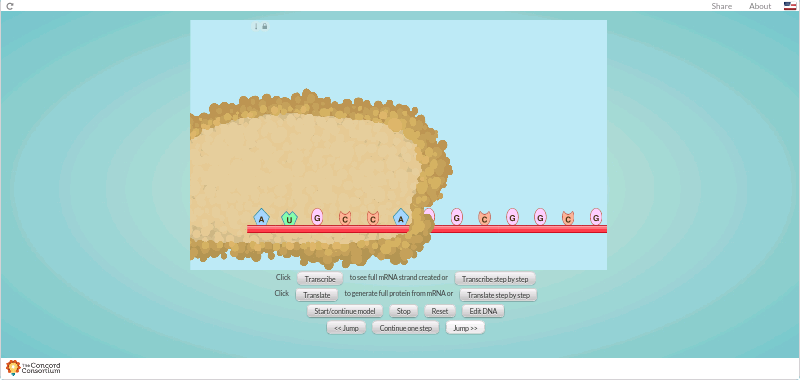 Share About
A U G C C A G C G G C G
Click Transcribe to see full mRNA strand created or Transcribe step by step
Click Translate to generate full protein from mRNA or Translate step by step
Start/continue model Stop Reset Edit DNA
<< Jump Continue one step Jump >>
The Concord
Consortium